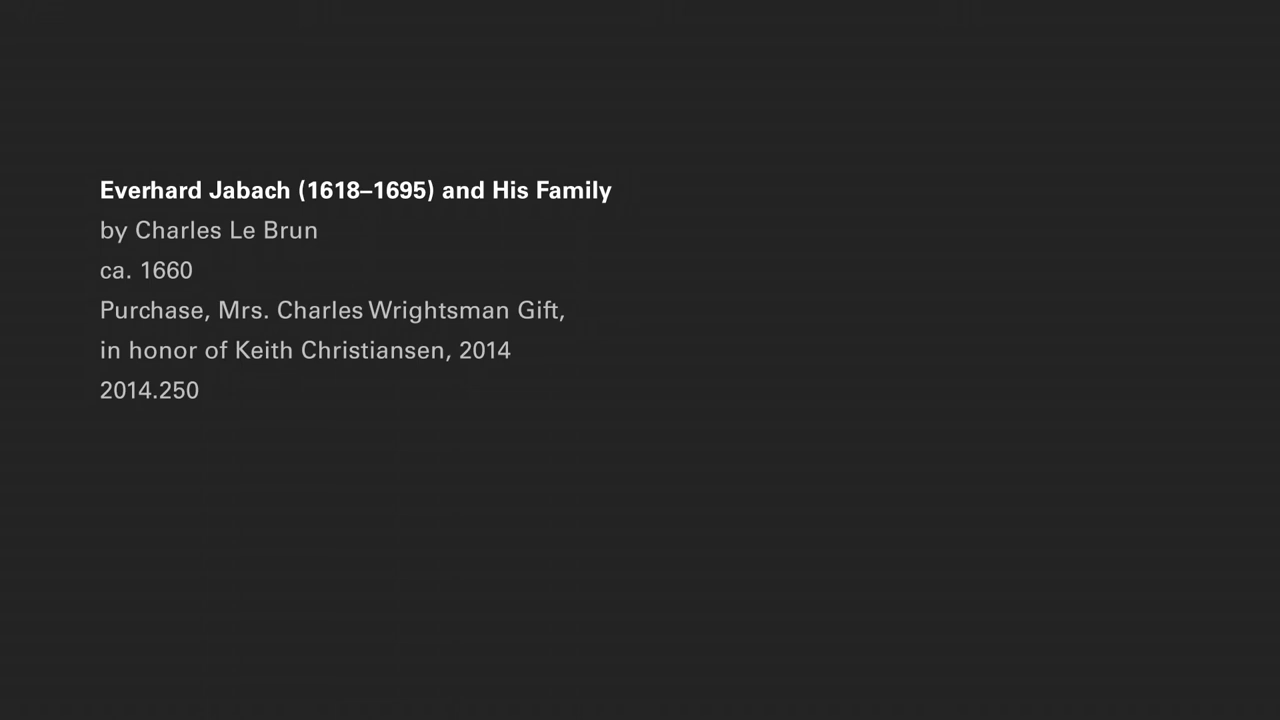 Everhard Jabach (1618–1695) and His Family
by Charles Le Brun
ca. 1660
Purchase, Mrs. Charles Wrightsman Gift,
in honor of Keith Christiansen, 2014
2014.250